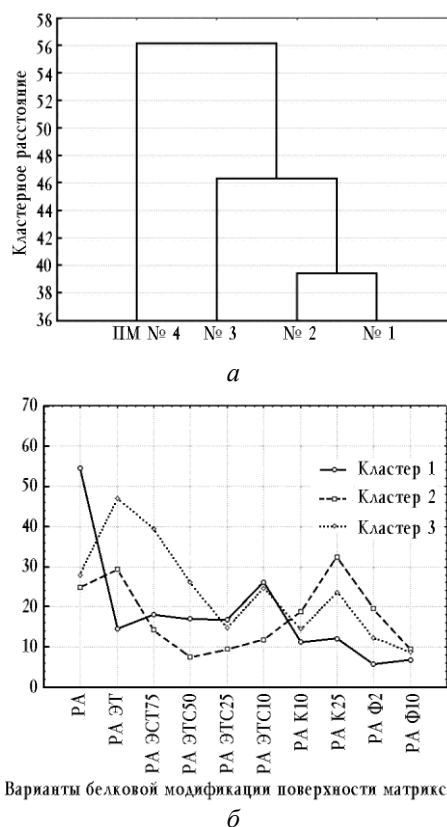 58
56
54
52
50
48
46
44
42
40
38
36
Кластерное расстояние
ПМ № 4 № 3 № 2 № 1
а
70
60
50
40
30
20
10
0
Кластер 1
Кластер 2
Кластер 3
РА
РА ЭТ
РА ЭСТ75
РА ЭТС50
РА ЭТС25
РА ЭТС10
РА К10
РА К25
РА Ф2
РА Ф10
Варианты белковой модификации поверхности матрикса
б